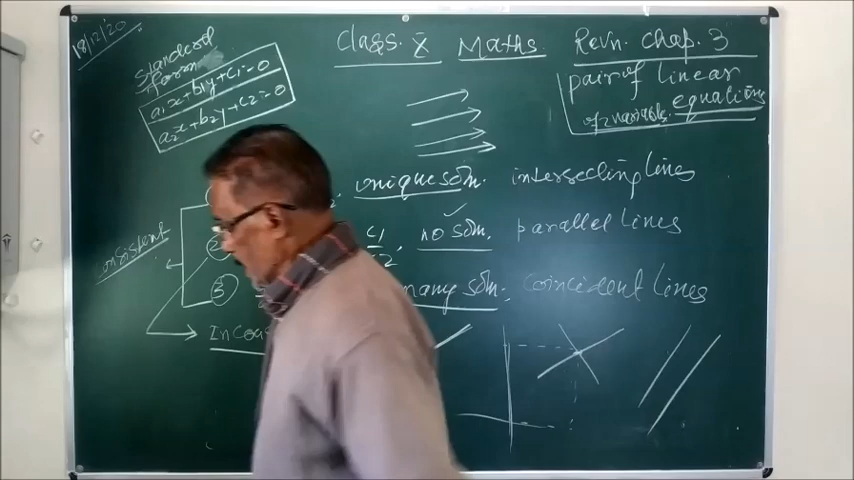 18/12/20
Class. X Maths Revn. Chap. 3
Standard
form
a₁x+b₁y+c₁=0
a₂x+b₂y+c₂=0
pair of linear
equations
of 2 variable
unique soln. intersecting lines
c₁ no soln. parallel lines
many soln. coincident lines
consistent
3